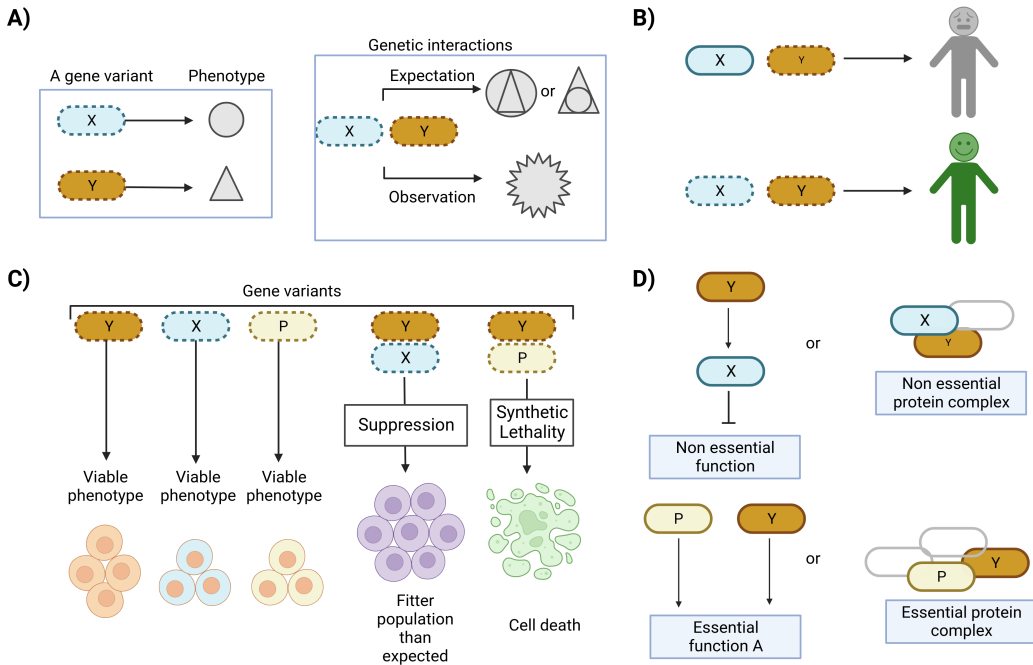 A)
A gene variant
Phenotype
X
Y
Genetic interactions
Expectation
or
X
Y
Observation
B)
X
Y
X
Y
C)
Gene variants
Y
X
P
Y
X
Y
P
Suppression
Synthetic
Lethality
Viable
phenotype
Viable
phenotype
Viable
phenotype
Fitter
population
than
expected
Cell death
D)
Y
X
or
X
Y
Non essential
protein complex
Non essential
function
P
Y
or
Y
P
Essential
function A
Essential protein
complex